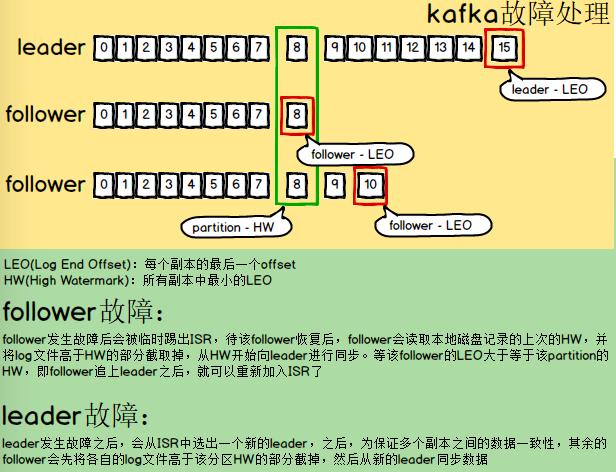 kafka故障处理
leader 0 1 2 3 4 5 6 7 8 9 10 11 12 13 14 15
leader - LEO
follower 0 1 2 3 4 5 6 7 8
follower - LEO
follower 0 1 2 3 4 5 6 7 8 9 10
partition - HW
follower - LEO
LEO(Log End Offset)：每个副本的最后一个offset
HW(High Watermark)：所有副本中最小的LEO
follower故障：
follower发生故障后会被临时踢出ISR，待该follower恢复后，follower会读取本地磁盘记录的上次的HW，并
将log文件高于HW的部分截取掉，从HW开始向leader进行同步。等该follower的LEO大于等于该partition的
HW，即follower追上leader之后，就可以重新加入ISR了
leader故障：
leader发生故障之后，会从ISR中选出一个新的leader，之后，为保证多个副本之间的数据一致性，其余的
follower会先将各自的log文件高于该分区HW的部分截掉，然后从新的leader同步数据